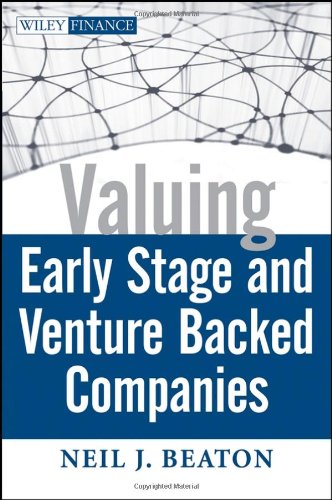 WILEY FINANCE
Valuing
Early Stage and
Venture Backed
Companies
NEIL J. BEATON